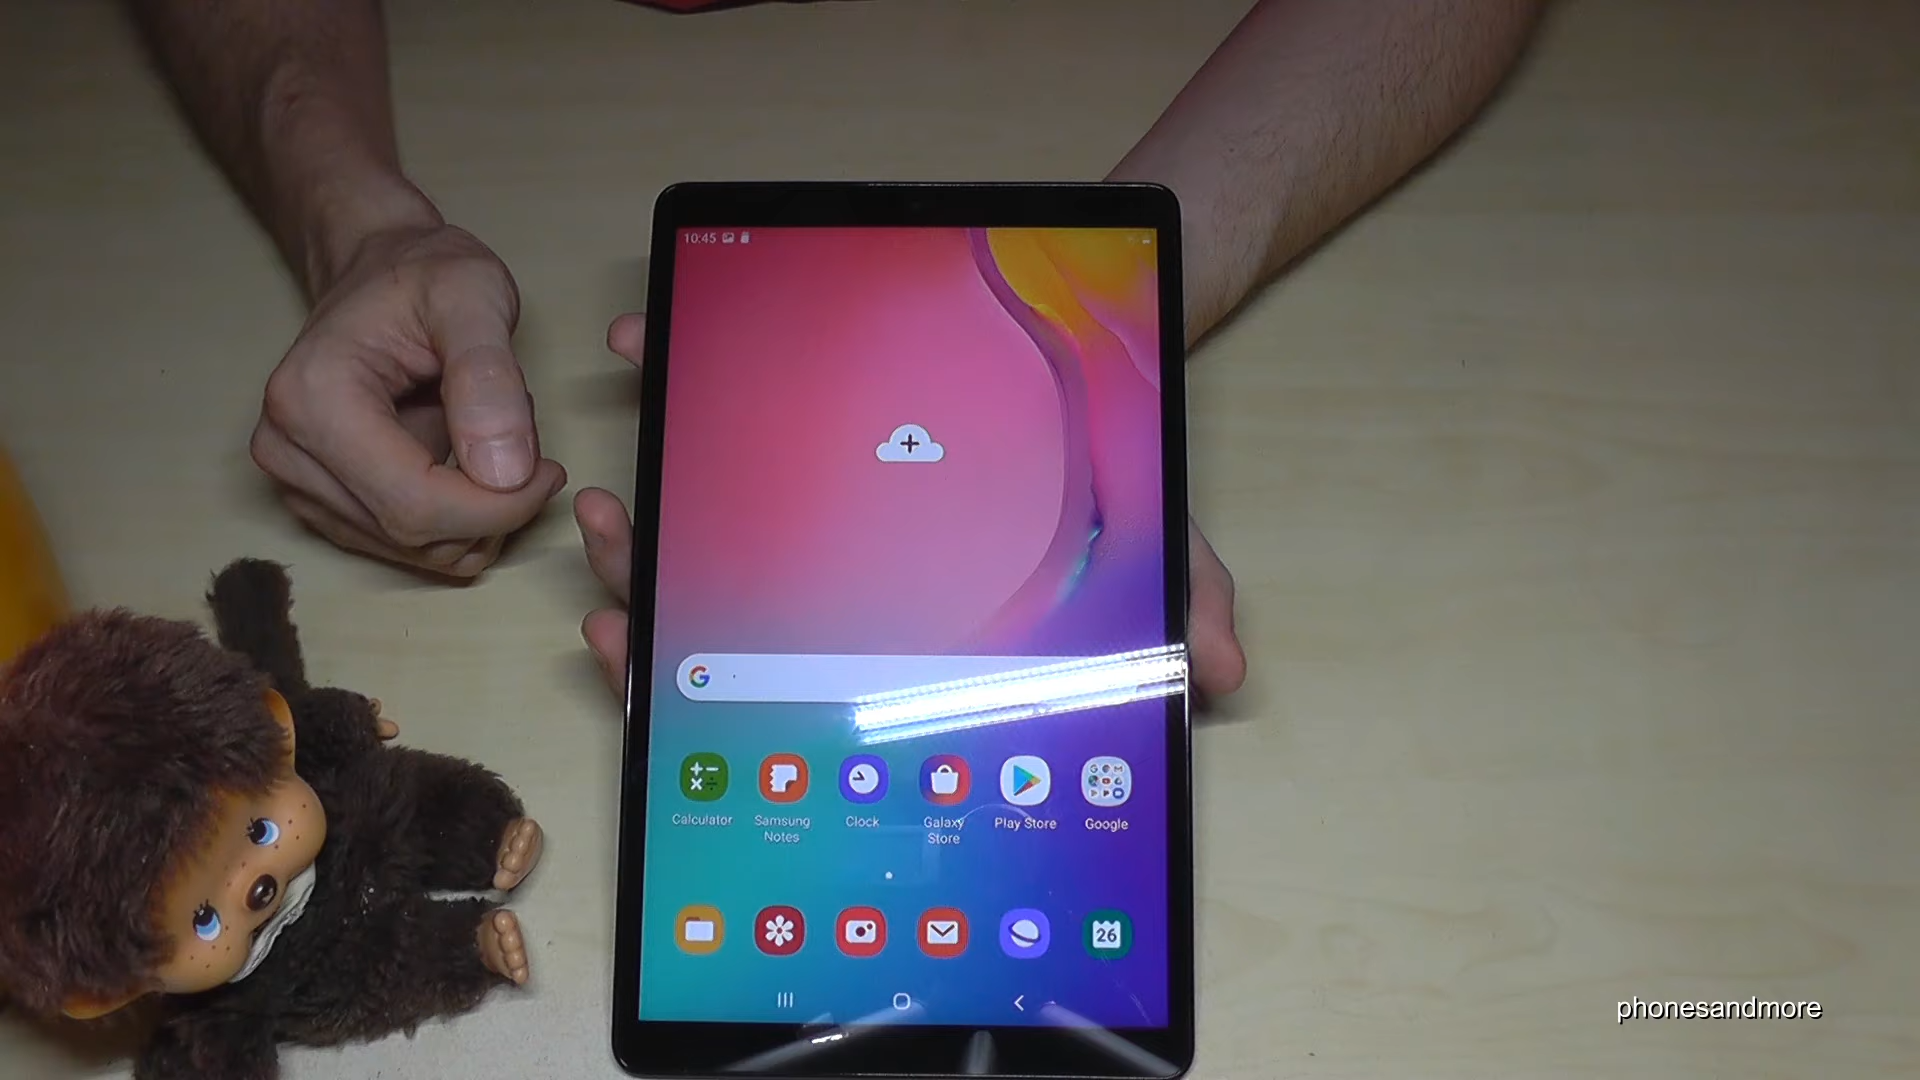 10:45
G
Calculator
Samsung
Notes
Clock
Galaxy
Store
Play Store
Google
26
phonesandmore